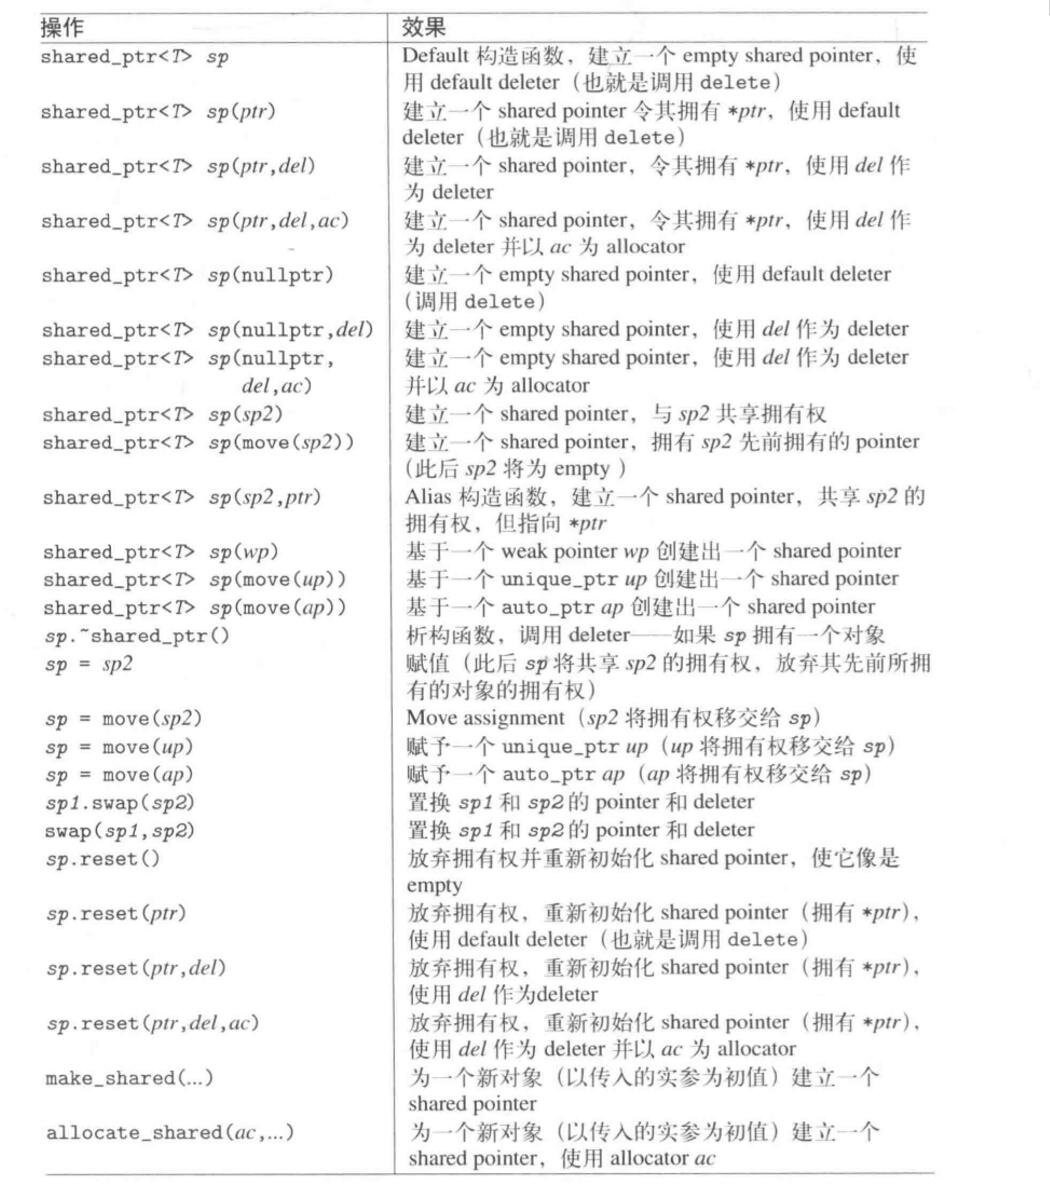 操作 效果
shared_ptr<T> sp Default 构造函数，建立一个 empty shared pointer，使
用 default deleter（也就是调用 delete）
shared_ptr<T> sp(ptr) 建立一个 shared pointer 令其拥有 *ptr，使用 default
deleter（也就是调用 delete）
shared_ptr<T> sp(ptr,del) 建立一个 shared pointer，令其拥有 *ptr，使用 del 作
为 deleter
shared_ptr<T> sp(ptr,del,ac) 建立一个 shared pointer，令其拥有 *ptr，使用 del 作
为 deleter 并以 ac 为 allocator
shared_ptr<T> sp(nullptr) 建立一个 empty shared pointer，使用 default deleter
（调用 delete）
shared_ptr<T> sp(nullptr,del) 建立一个 empty shared pointer，使用 del 作为 deleter
shared_ptr<T> sp(nullptr, 建立一个 empty shared pointer，使用 del 作为 deleter
del,ac) 并以 ac 为 allocator
shared_ptr<T> sp(sp2) 建立一个 shared pointer，与 sp2 共享拥有权
shared_ptr<T> sp(move(sp2)) 建立一个 shared pointer，拥有 sp2 先前拥有的 pointer
（此后 sp2 将为 empty ）
shared_ptr<T> sp(sp2,ptr) Alias 构造函数，建立一个 shared pointer，共享 sp2 的
拥有权，但指向 *ptr
shared_ptr<T> sp(wp) 基于一个 weak pointer wp 创建出一个 shared pointer
shared_ptr<T> sp(move(up)) 基于一个 unique_ptr up 创建出一个 shared pointer
shared_ptr<T> sp(move(ap)) 基于一个 auto_ptr ap 创建出一个 shared pointer
sp.~shared_ptr() 析构函数，调用 deleter——如果 sp 拥有一个对象
sp = sp2 赋值（此后 sp 将共享 sp2 的拥有权，放弃其先前所拥
有的对象的拥有权）
sp = move(sp2) Move assignment（sp2 将拥有权移交给 sp）
sp = move(up) 赋予一个 unique_ptr up（up 将拥有权移交给 sp）
sp = move(ap) 赋予一个 auto_ptr ap（ap 将拥有权移交给 sp）
sp1.swap(sp2) 置换 sp1 和 sp2 的 pointer 和 deleter
swap(sp1,sp2) 置换 sp1 和 sp2 的 pointer 和 deleter
sp.reset() 放弃拥有权并重新初始化 shared pointer，使它像是
empty
sp.reset(ptr) 放弃拥有权，重新初始化 shared pointer（拥有 *ptr），
使用 default deleter（也就是调用 delete）
sp.reset(ptr,del) 放弃拥有权，重新初始化 shared pointer（拥有 *ptr），
使用 del 作为deleter
sp.reset(ptr,del,ac) 放弃拥有权，重新初始化 shared pointer（拥有 *ptr），
使用 del 作为 deleter 并以 ac 为 allocator
make_shared(...) 为一个新对象（以传入的实参为初值）建立一个
shared pointer
allocate_shared(ac,...) 为一个新对象（以传入的实参为初值）建立一个
shared pointer，使用 allocator ac